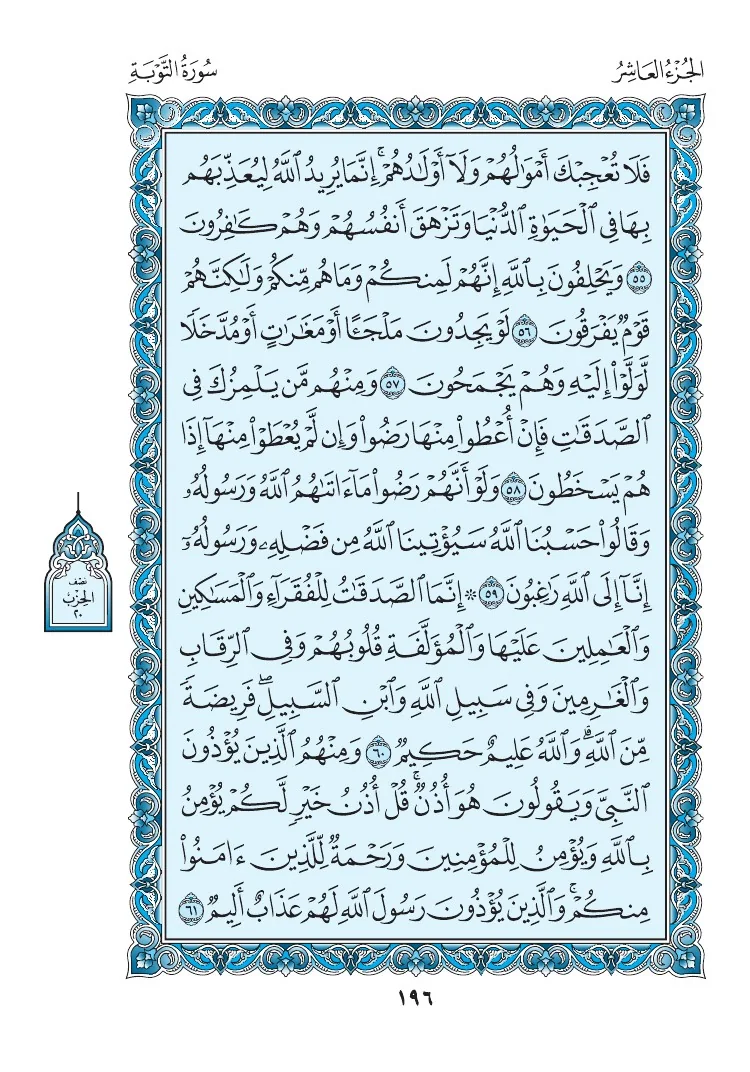 الجُزْءُ العَاشِرُ
سُورَةُ التَّوْبَةِ
فَلَا تُعْجِبْكَ أَمْوَٰلُهُمْ وَلَآ أَوْلَٰدُهُمْ ۚ إِنَّمَا يُرِيدُ ٱللَّهُ لِيُعَذِّبَهُم
بِهَا فِى ٱلْحَيَوٰةِ ٱلدُّنْيَا وَتَزْهَقَ أَنفُسُهُمْ وَهُمْ كَٰفِرُونَ
٥٥ وَيَحْلِفُونَ بِٱللَّهِ إِنَّهُمْ لَمِنكُمْ وَمَا هُم مِّنكُمْ وَلَٰكِنَّهُمْ
قَوْمٌ يَفْرَقُونَ ٥٦ لَوْ يَجِدُونَ مَلْجَـًٔا أَوْ مَغَٰرَٰتٍ أَوْ مُدَّخَلًا
لَّوَلَّوْا۟ إِلَيْهِ وَهُمْ يَجْمَحُونَ ٥٧ وَمِنْهُم مَّن يَلْمِزُكَ فِى
ٱلصَّدَقَٰتِ فَإِنْ أُعْطُوا۟ مِنْهَا رَضُوا۟ وَإِن لَّمْ يُعْطَوْا۟ مِنْهَآ إِذَا
هُمْ يَسْخَطُونَ ٥٨ وَلَوْ أَنَّهُمْ رَضُوا۟ مَآ ءَاتَىٰهُمُ ٱللَّهُ وَرَسُولُهُۥ
وَقَالُوا۟ حَسْبُنَا ٱللَّهُ سَيُؤْتِينَا ٱللَّهُ مِن فَضْلِهِۦ وَرَسُولُهُۥٓ
إِنَّآ إِلَى ٱللَّهِ رَٰغِبُونَ ٥٩ ۞ إِنَّمَا ٱلصَّدَقَٰتُ لِلْفُقَرَآءِ وَٱلْمَسَٰكِينِ
وَٱلْعَٰمِلِينَ عَلَيْهَا وَٱلْمُؤَلَّفَةِ قُلُوبُهُمْ وَفِى ٱلرِّقَابِ
وَٱلْغَٰرِمِينَ وَفِى سَبِيلِ ٱللَّهِ وَٱبْنِ ٱلسَّبِيلِ ۖ فَرِيضَةً
مِّنَ ٱللَّهِ ۗ وَٱللَّهُ عَلِيمٌ حَكِيمٌ ٦٠ وَمِنْهُمُ ٱلَّذِينَ يُؤْذُونَ
ٱلنَّبِىَّ وَيَقُولُونَ هُوَ أُذُنٌ ۚ قُلْ أُذُنُ خَيْرٍ لَّكُمْ يُؤْمِنُ
بِٱللَّهِ وَيُؤْمِنُ لِلْمُؤْمِنِينَ وَرَحْمَةٌ لِّلَّذِينَ ءَامَنُوا۟
مِنكُمْ ۚ وَٱلَّذِينَ يُؤْذُونَ رَسُولَ ٱللَّهِ لَهُمْ عَذَابٌ أَلِيمٌ ٦١
نصف
الحزب
٢٠
١٩٦